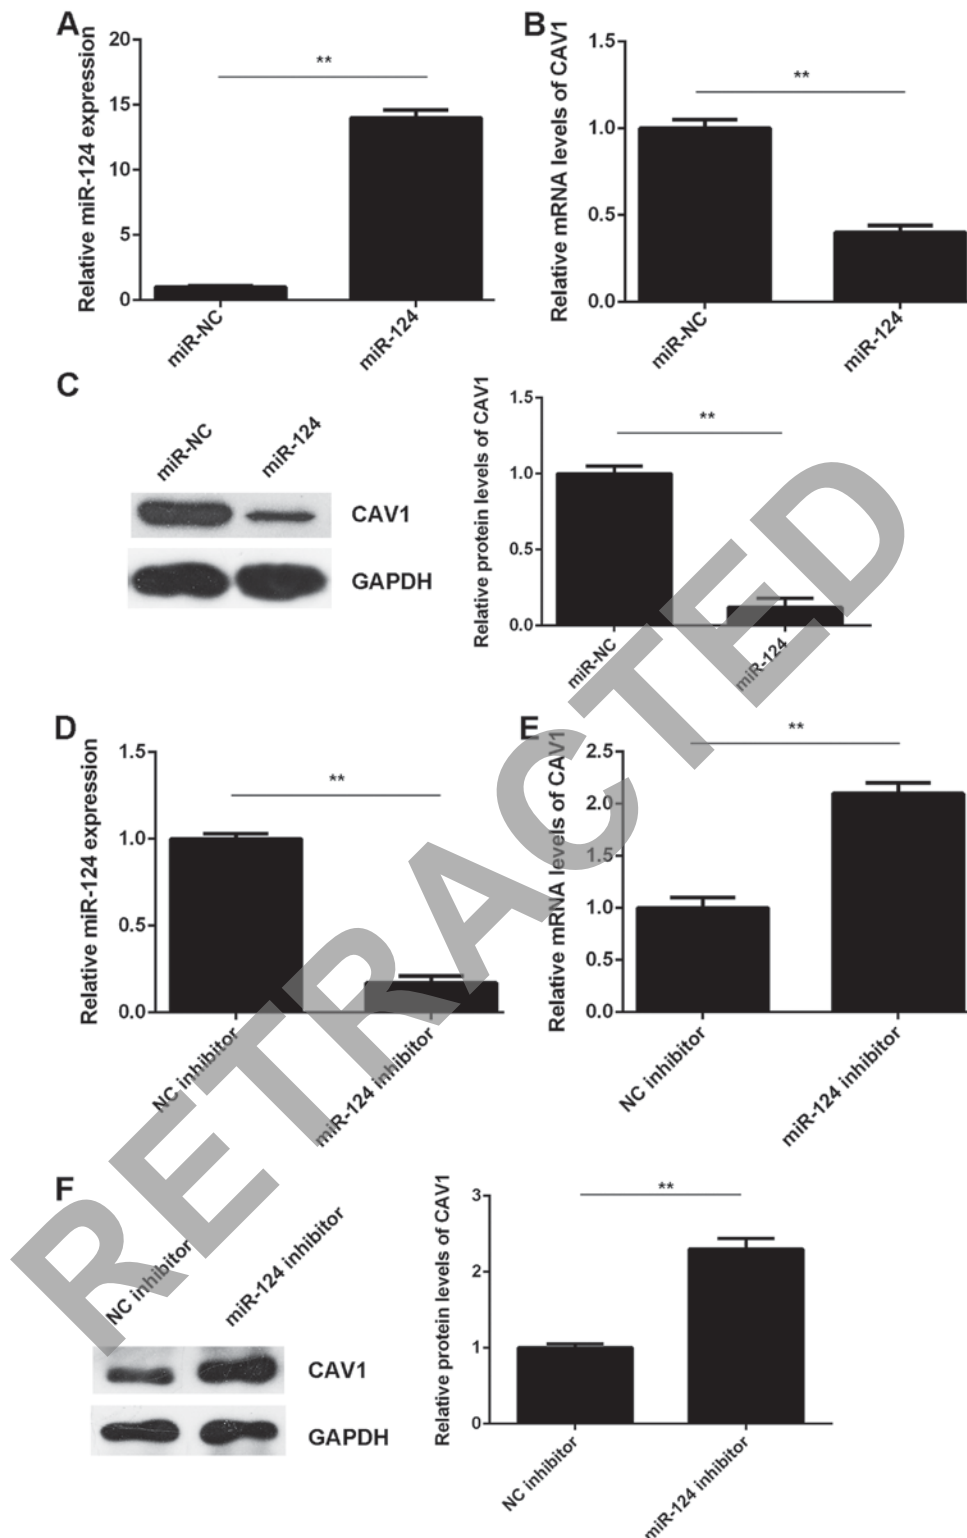 A
Relative miR-124 expression
20
15
10
5
0
**
miR-NC
miR-124
B
Relative mRNA levels of CAV1
1.5
1.0
0.5
0.0
**
miR-NC
miR-124
C
miR-NC
miR-124
CAV1
GAPDH
Relative protein levels of CAV1
1.5
1.0
0.5
0.0
**
miR-NC
miR-124
D
Relative miR-124 expression
1.5
1.0
0.5
0.0
**
NC inhibitor
miR-124 inhibitor
E
Relative mRNA levels of CAV1
2.5
2.0
1.5
1.0
0.5
0.0
**
NC inhibitor
miR-124 inhibitor
F
NC inhibitor
miR-124 inhibitor
CAV1
GAPDH
Relative protein levels of CAV1
3
2
1
0
**
NC inhibitor
miR-124 inhibitor
RETRACTED